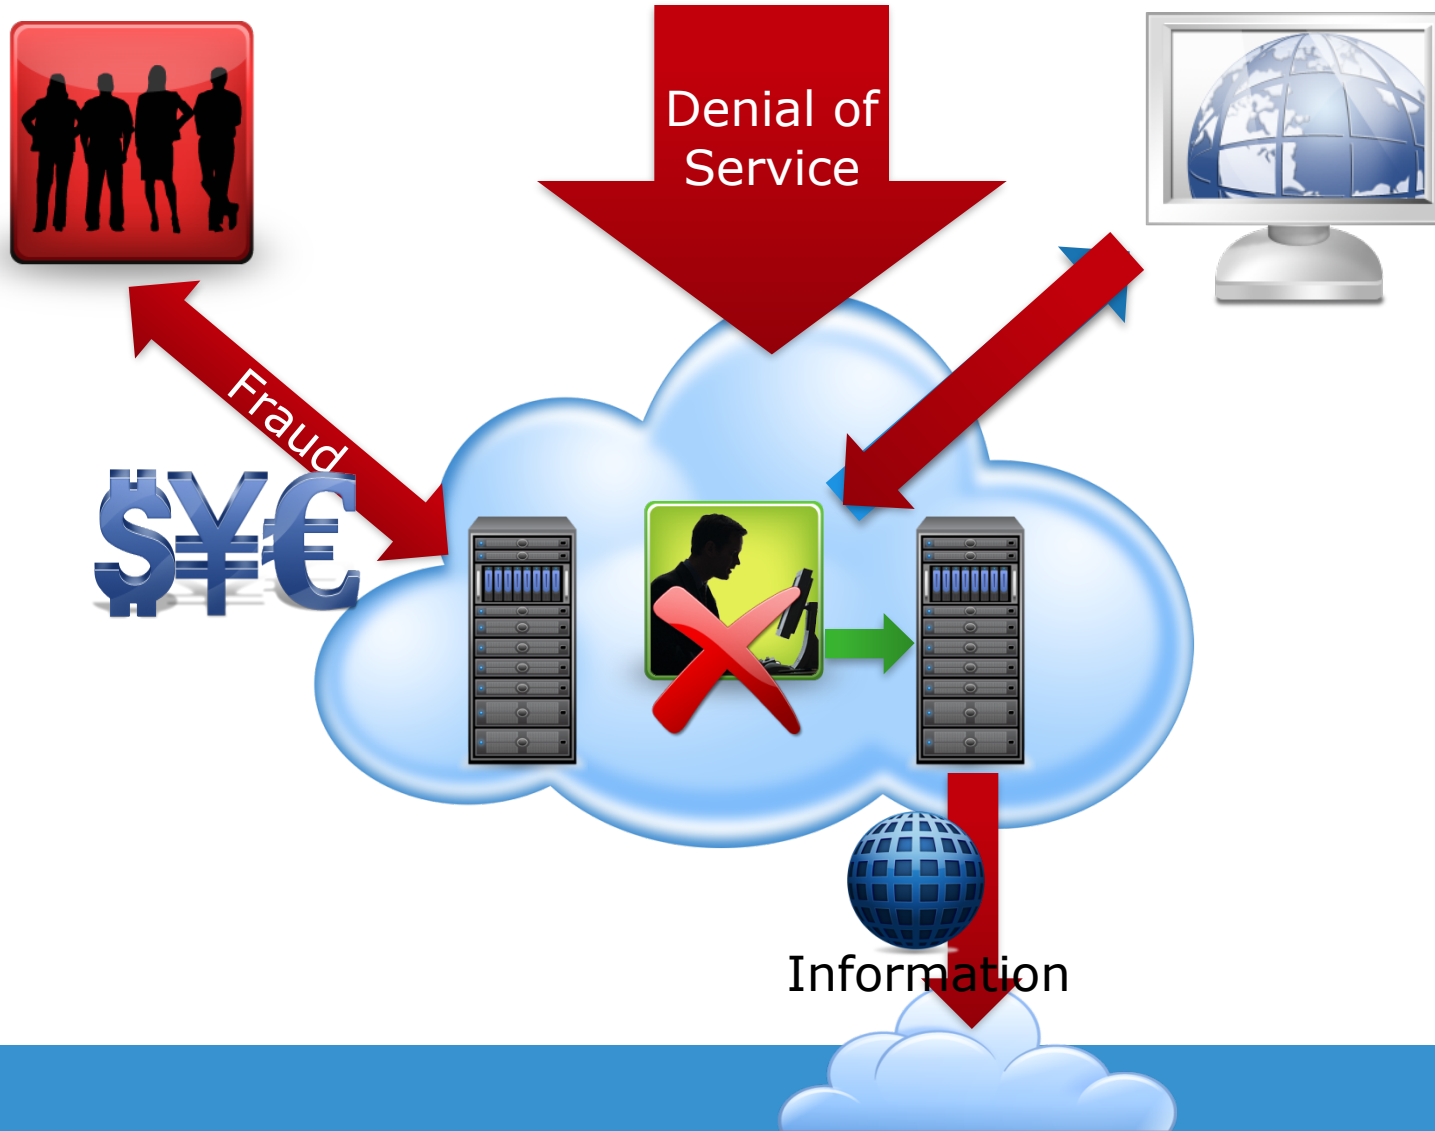 Denial of
Service
Fraud
$¥€
Information